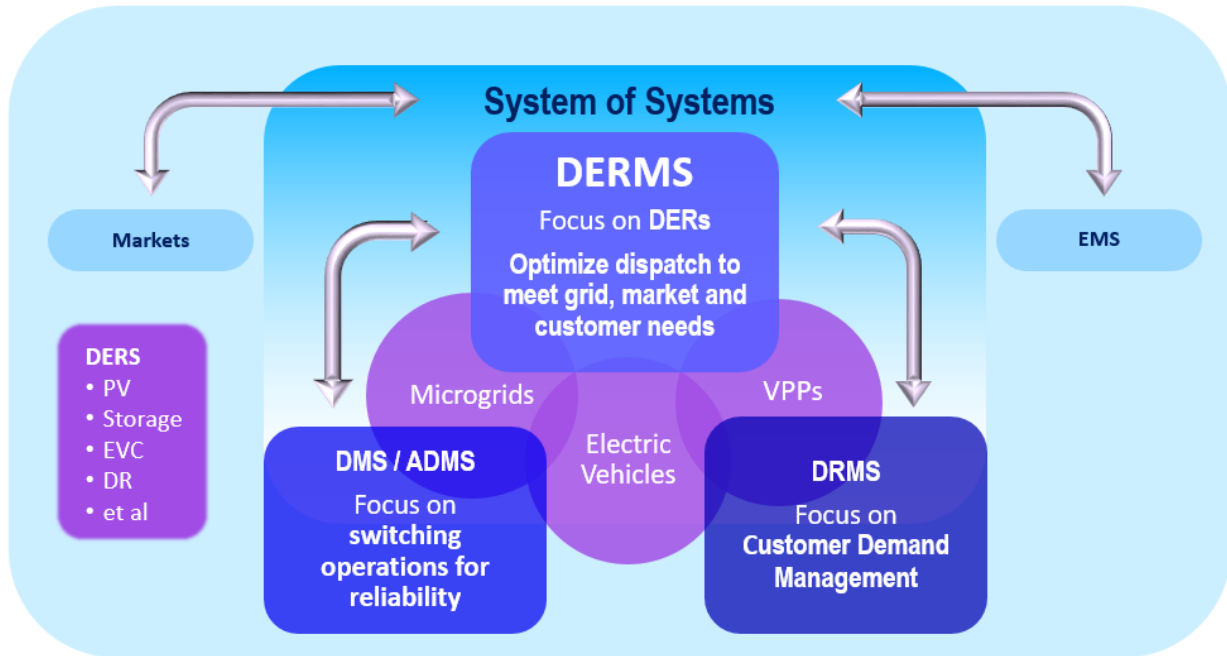 System of Systems
DERMS
Focus on DERs
Optimize dispatch to
meet grid, market and
customer needs
Markets
EMS
DERS
• PV
• Storage
• EVC
• DR
• et al
Microgrids
VPPs
Electric
Vehicles
DMS / ADMS
Focus on
switching
operations for
reliability
DRMS
Focus on
Customer Demand
Management